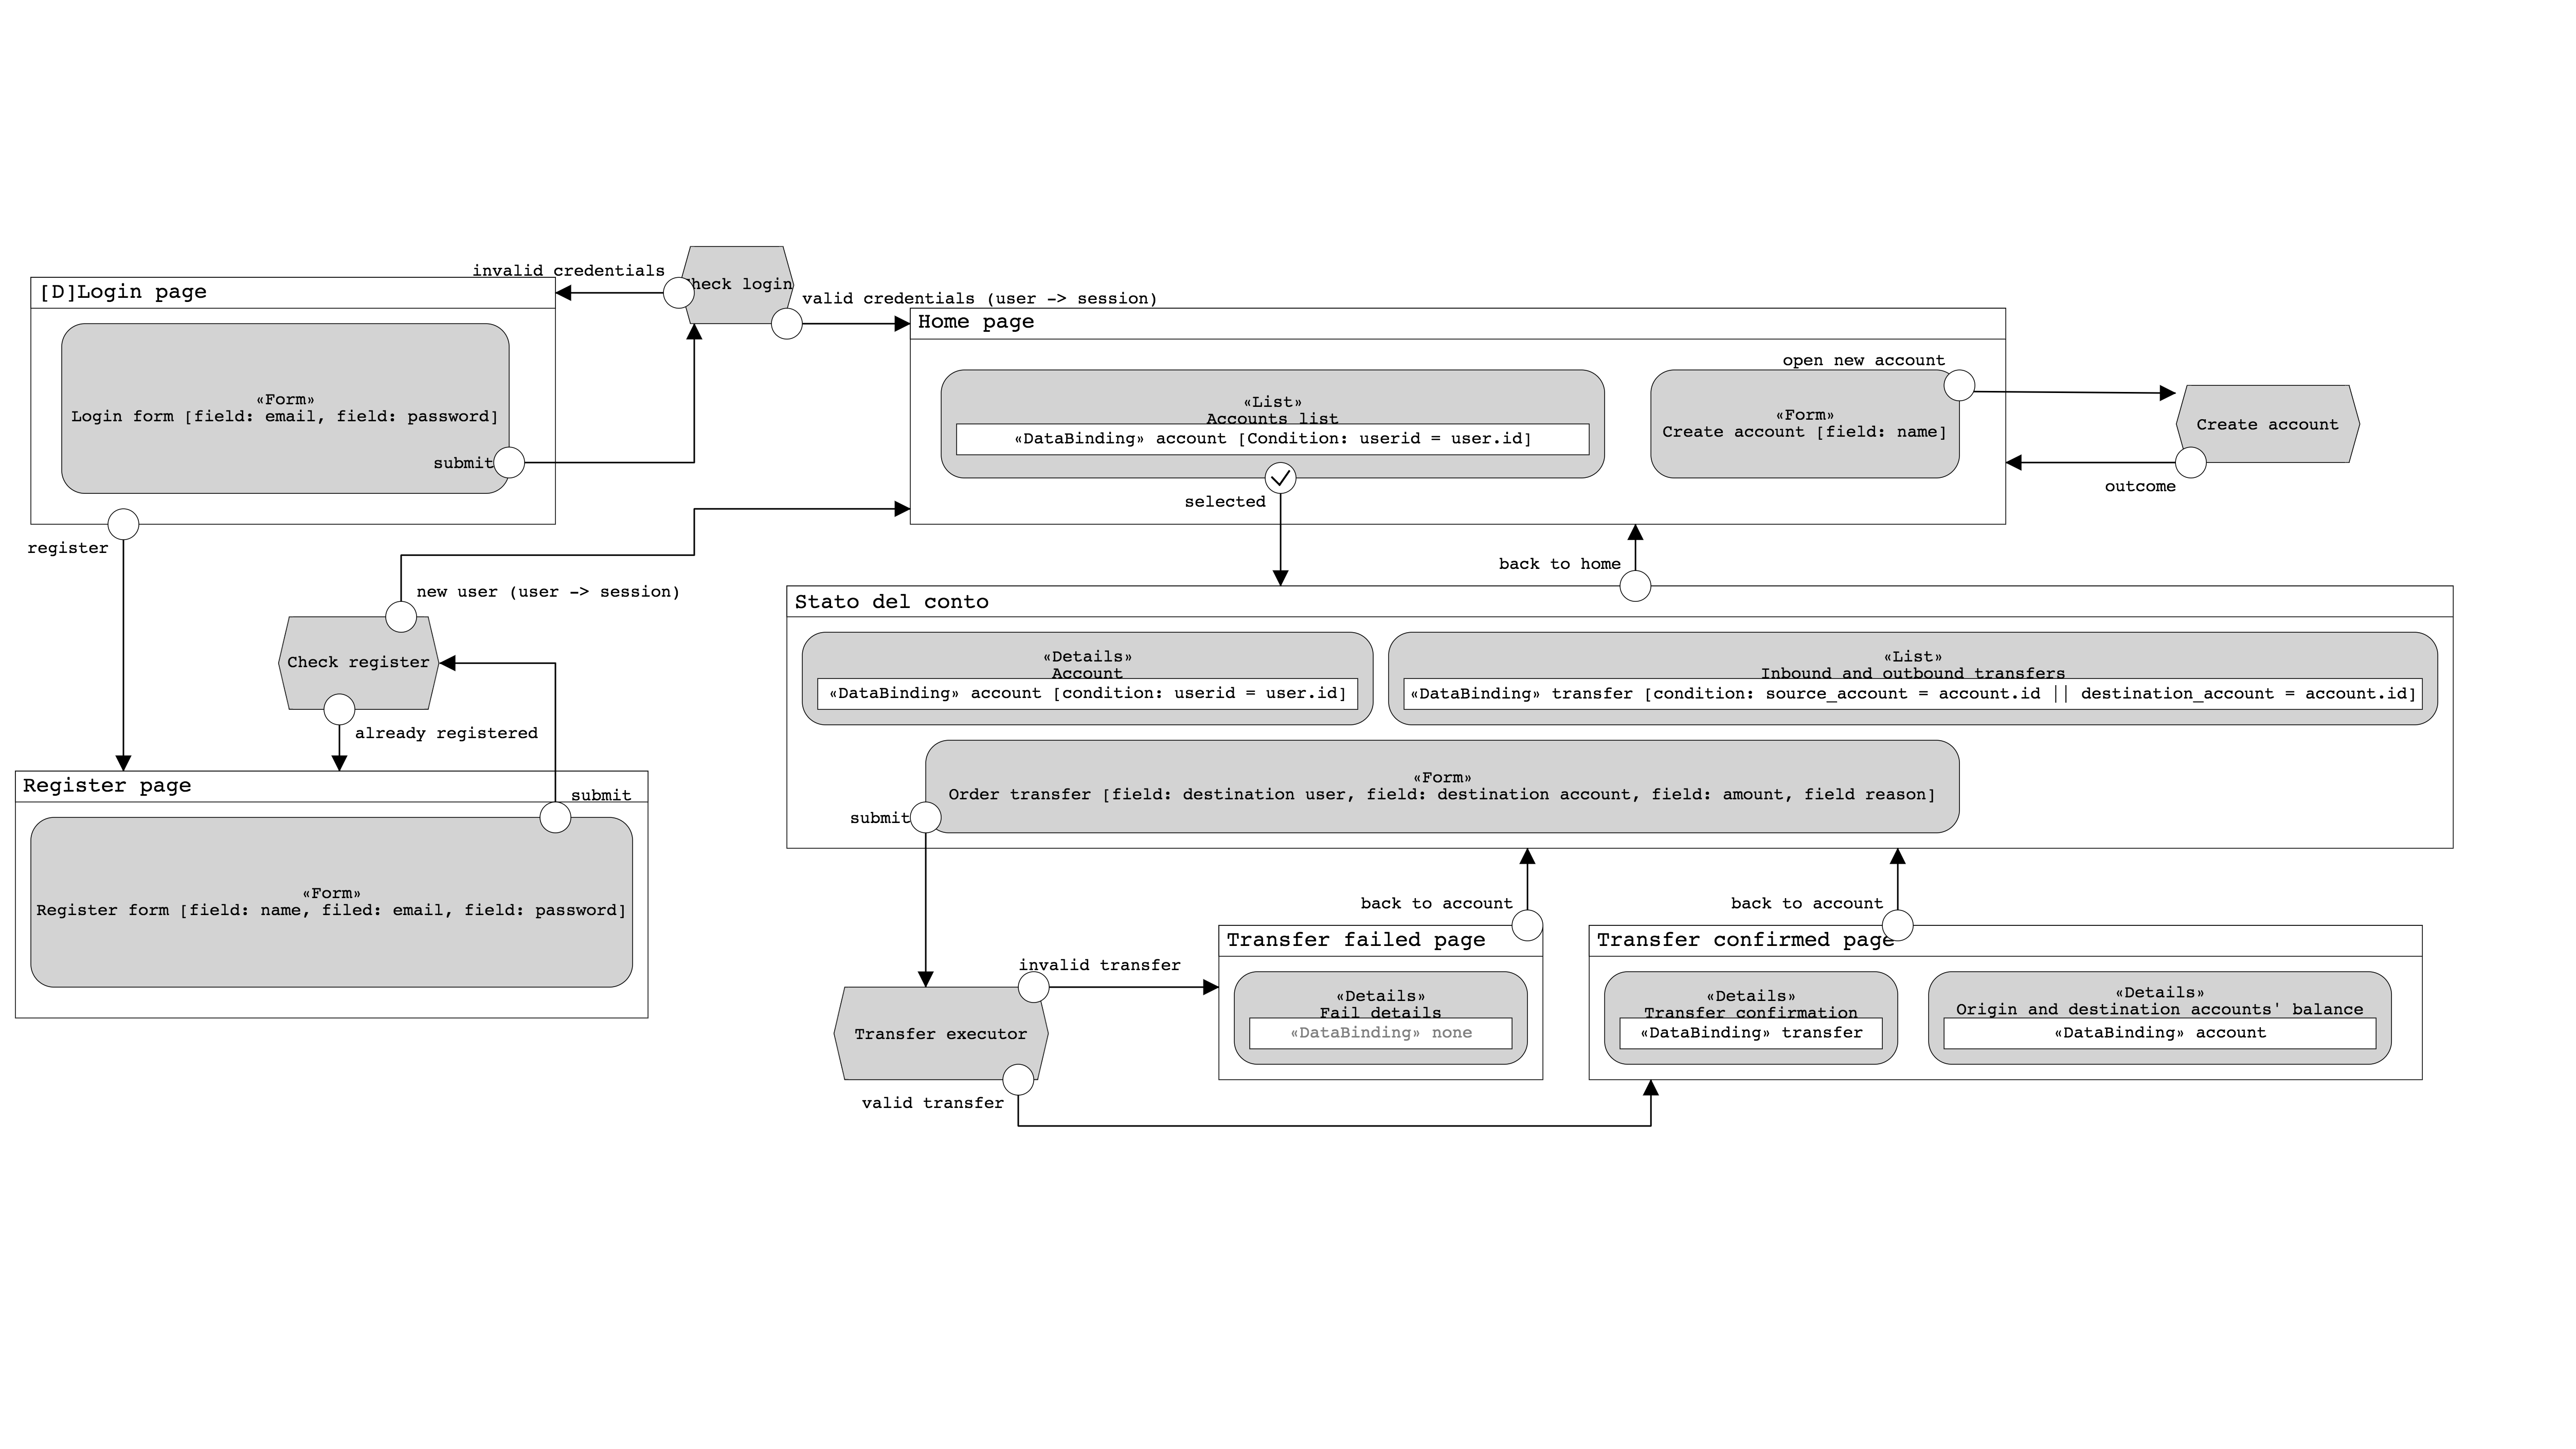 invalid credentials
[D]Login page
heck login
valid credentials (user -> session)
«Form»
Login form [field: email, field: password]
submit
register
Home page
open new account
«List»
Accounts list
«DataBinding» account [Condition: userid = user.id]
selected
«Form»
Create account [field: name]
Create account
outcome
back to home
new user (user -> session)
Check register
already registered
Register page
submit
«Form»
Register form [field: name, filed: email, field: password]
Stato del conto
«Details»
Account
«DataBinding» account [condition: userid = user.id]
«List»
Inbound and outbound transfers
«DataBinding» transfer [condition: source_account = account.id || destination_account = account.id]
«Form»
Order transfer [field: destination user, field: destination account, field: amount, field reason]
submit
back to account
back to account
invalid transfer
Transfer executor
valid transfer
Transfer failed page
«Details»
Fail details
«DataBinding» none
Transfer confirmed page
«Details»
Transfer confirmation
«DataBinding» transfer
«Details»
Origin and destination accounts' balance
«DataBinding» account